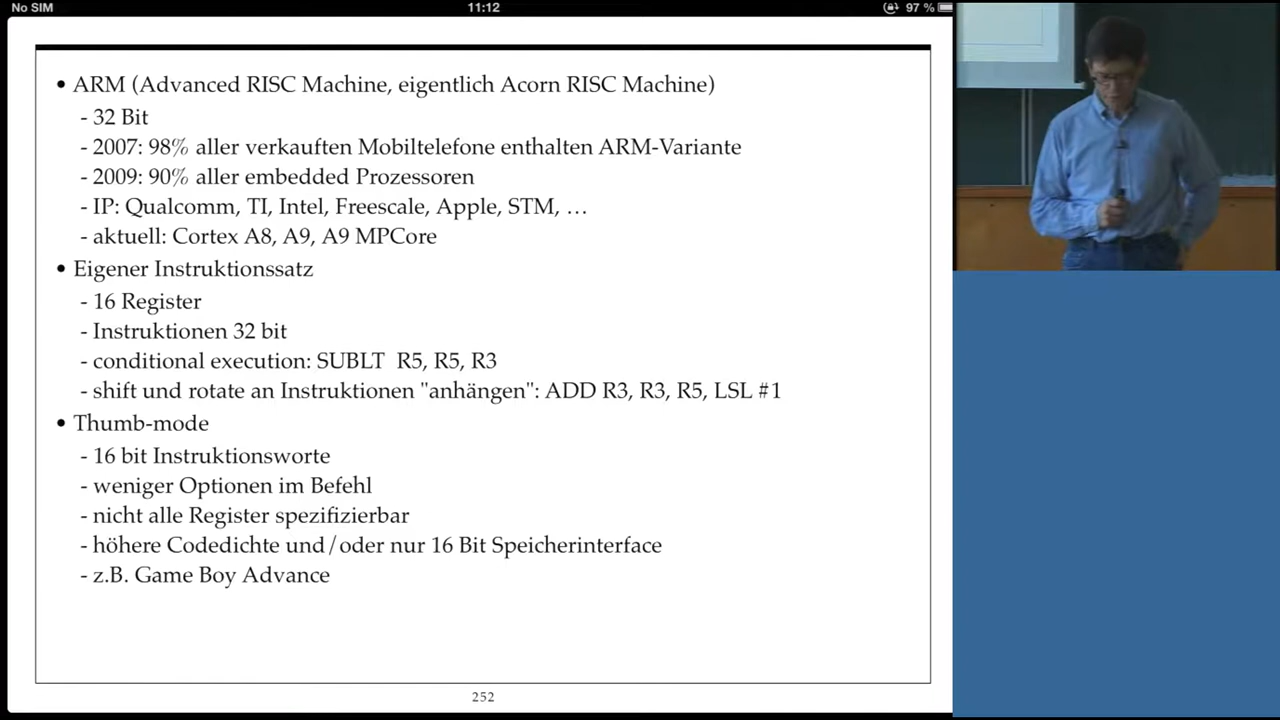 No SIM 11:12 97 %
• ARM (Advanced RISC Machine, eigentlich Acorn RISC Machine)
- 32 Bit
- 2007: 98% aller verkauften Mobiltelefone enthalten ARM-Variante
- 2009: 90% aller embedded Prozessoren
- IP: Qualcomm, TI, Intel, Freescale, Apple, STM, …
- aktuell: Cortex A8, A9, A9 MPCore
• Eigener Instruktionssatz
- 16 Register
- Instruktionen 32 bit
- conditional execution: SUBLT R5, R5, R3
- shift und rotate an Instruktionen "anhängen": ADD R3, R3, R5, LSL #1
• Thumb-mode
- 16 bit Instruktionsworte
- weniger Optionen im Befehl
- nicht alle Register spezifizierbar
- höhere Codedichte und/oder nur 16 Bit Speicherinterface
- z.B. Game Boy Advance
252